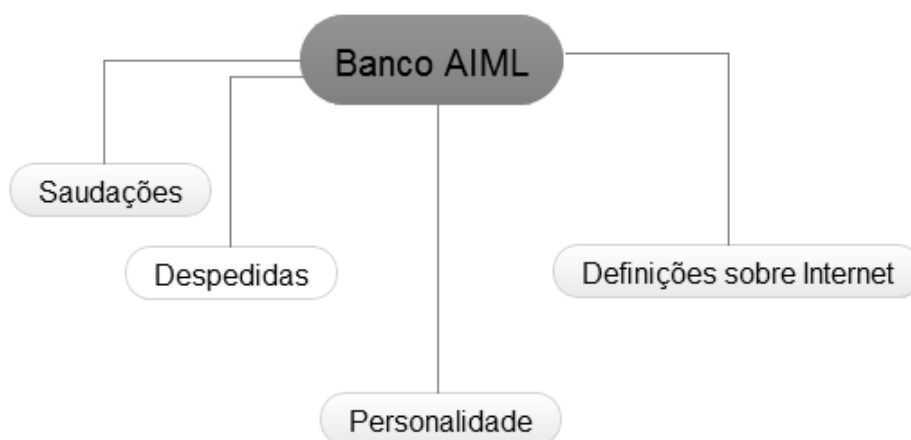 Banco AIML
Saudações
Despedidas
Definições sobre Internet
Personalidade